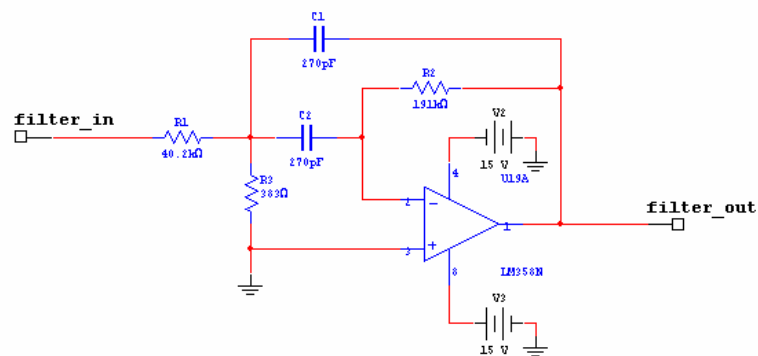 C1
270pF
R2
191kΩ
filter_in
R1
40.2kΩ
C2
270pF
V2
15 V
4
U19A
R3
383Ω
2
3
1
filter_out
8
LM358N
V3
15 V